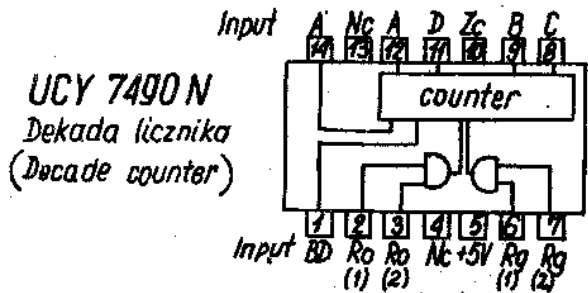 Input A Nc A D Zc B C
14 13 12 11 10 9 8
UCY 7490 N
Dekada licznika
(Decade counter)
counter
1 2 3 4 5 6 7
Input BD Ro Ro Nc +5V Rg Rg
(1) (2) (1) (2)